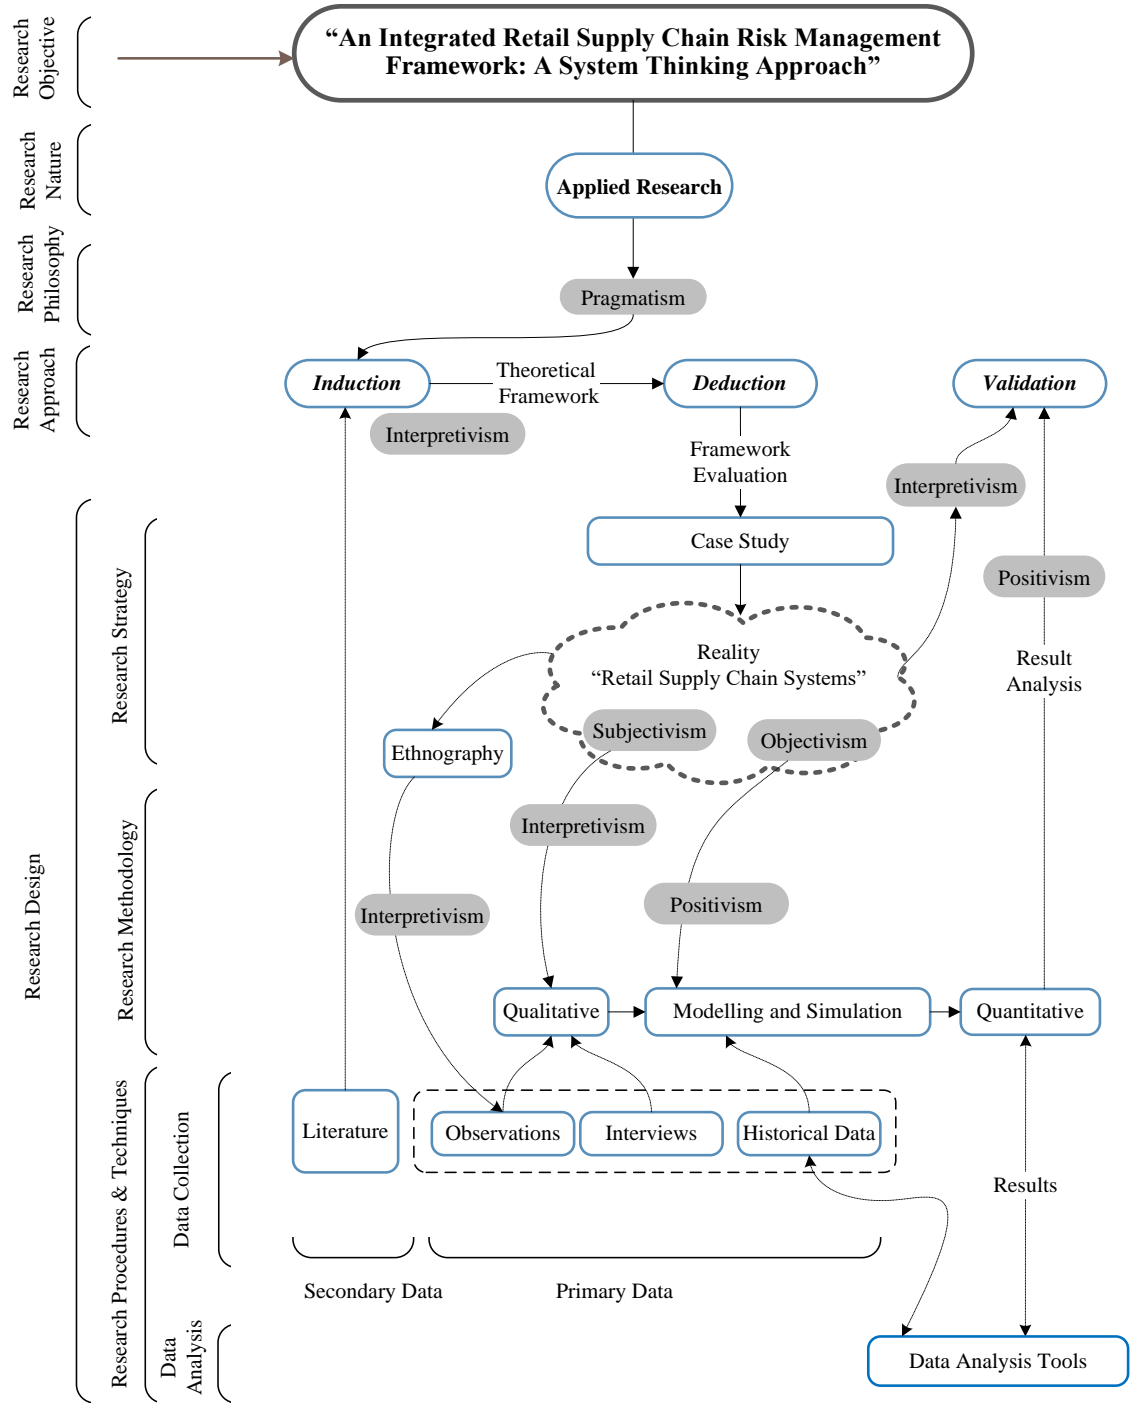 Research
Objective
“An Integrated Retail Supply Chain Risk Management
Framework: A System Thinking Approach”
Research
Nature
Applied Research
Research
Philosophy
Pragmatism
Research
Approach
Induction
Theoretical
Framework
Deduction
Validation
Interpretivism
Framework
Evaluation
Interpretivism
Research Design
Research Strategy
Case Study
Positivism
Reality
“Retail Supply Chain Systems”
Result
Analysis
Subjectivism
Objectivism
Ethnography
Research Methodology
Interpretivism
Interpretivism
Positivism
Qualitative
Modelling and Simulation
Quantitative
Research Procedures & Techniques
Data Collection
Literature
Observations
Interviews
Historical Data
Results
Secondary Data
Primary Data
Data
Analysis
Data Analysis Tools